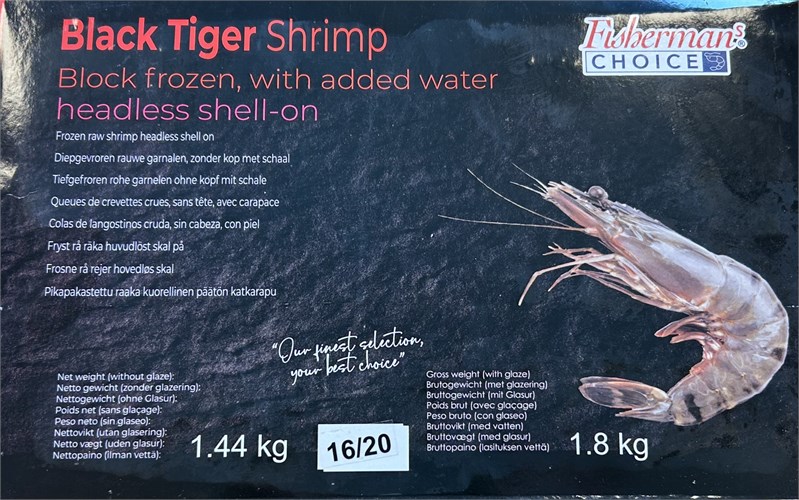 Black Tiger Shrimp
Fisherman's®
CHOICE
Block frozen, with added water
headless shell-on
Frozen raw shrimp headless shell on
Diepgevroren rauwe garnalen, zonder kop met schaal
Tiefgefroren rohe garnelen ohne kopf mit schale
Queues de crevettes crues, sans tête, avec carapace
Colas de langostinos cruda, sin cabeza, con piel
Fryst rå räka huvudlöst skal på
Frosne rå rejer hovedløs skal
Pikapakastettu raaka kuorellinen päätön katkarapu
"Our finest selection,
your best choice"
Net weight (without glaze):
Netto gewicht (zonder glazering):
Nettogewicht (ohne Glasur):
Poids net (sans glaçage):
Peso neto (sin glaseo):
Nettovikt (utan glasering):
Netto vægt (uden glasur):
Nettopaino (ilman vettä):
1.44 kg
16/20
Gross weight (with glaze)
Brutogewicht (met glazering)
Bruttogewicht (mit Glasur)
Poids brut (avec glaçage)
Peso bruto (con glaseo)
Bruttovikt (med vatten)
Bruttovægt (med glasur)
Bruttopaino (lasituksen vettä)
1.8 kg